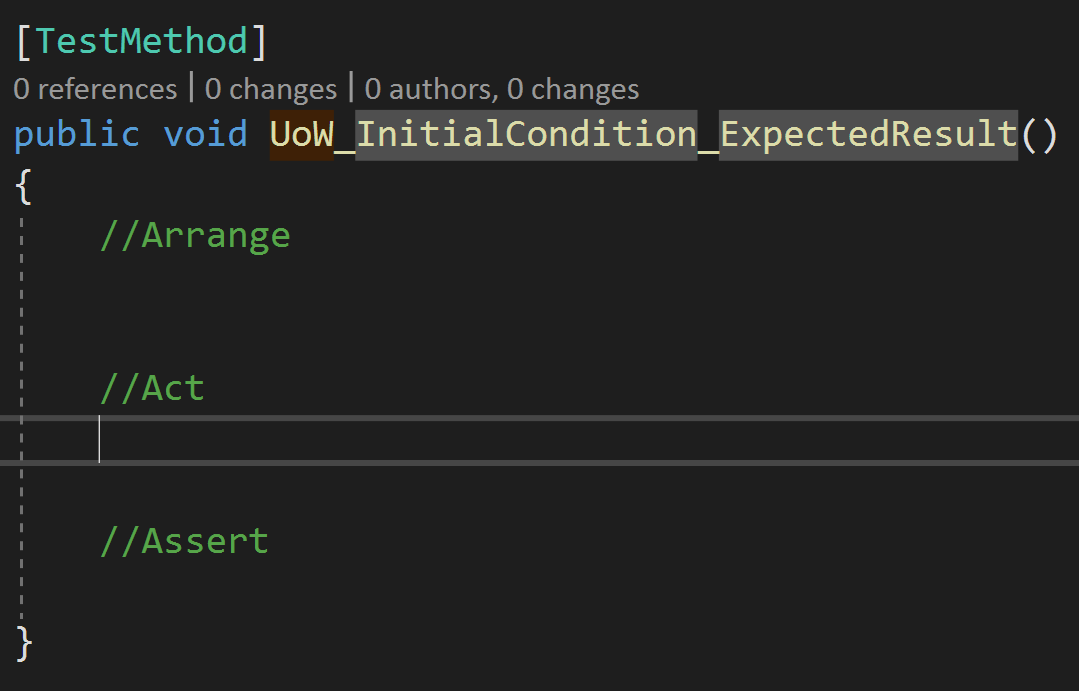 [TestMethod]
0 references | 0 changes | 0 authors, 0 changes
public void UoW_InitialCondition_ExpectedResult()
{
//Arrange
//Act
//Assert
}